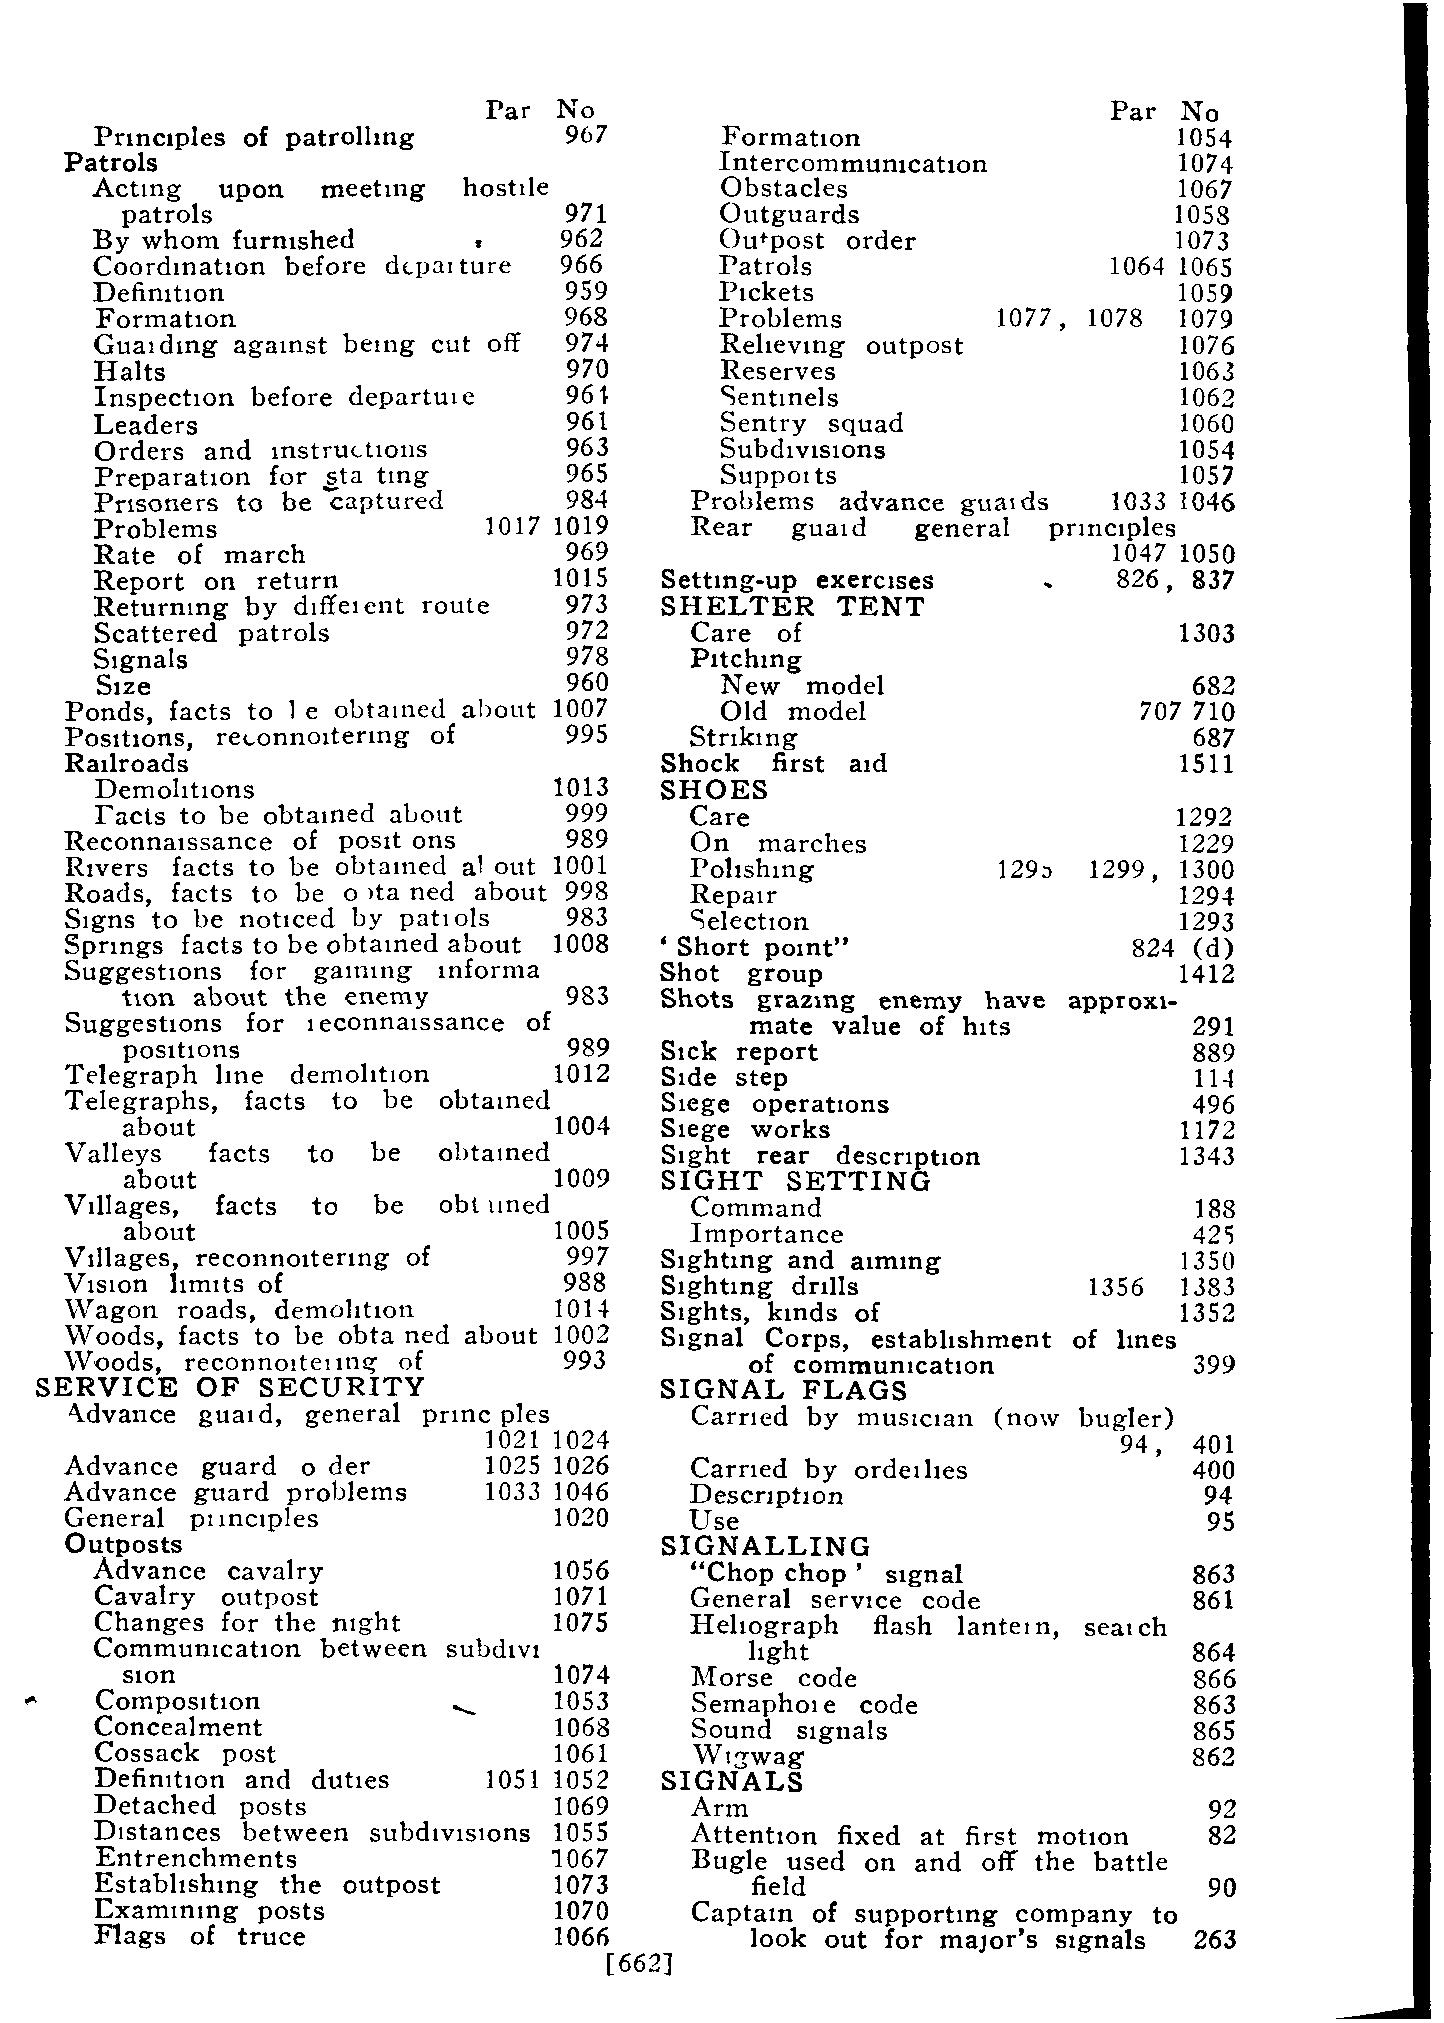 Par No
Principles of patrolling 967
Patrols
Acting upon meeting hostile
patrols 971
By whom furnished 962
Coordination before departure 966
Definition 959
Formation 968
Guarding against being cut off 974
Halts 970
Inspection before departure 964
Leaders 961
Orders and instructions 963
Preparation for sta ting 965
Prisoners to be captured 984
Problems 1017 1019
Rate of march 969
Report on return 1015
Returning by different route 973
Scattered patrols 972
Signals 978
Size 960
Ponds, facts to be obtained about 1007
Positions, reconnoitering of 995
Railroads
Demolitions 1013
Facts to be obtained about 999
Reconnaissance of posit ons 989
Rivers facts to be obtained about 1001
Roads, facts to be obta ned about 998
Signs to be noticed by patrols 983
Springs facts to be obtained about 1008
Suggestions for gaining informa
tion about the enemy 983
Suggestions for reconnaissance of
positions 989
Telegraph line demolition 1012
Telegraphs, facts to be obtained
about 1004
Valleys facts to be obtained
about 1009
Villages, facts to be obtained
about 1005
Villages, reconnoitering of 997
Vision limits of 988
Wagon roads, demolition 1014
Woods, facts to be obta ned about 1002
Woods, reconnoitering of 993
SERVICE OF SECURITY
Advance guard, general princ ples
1021 1024
Advance guard o der 1025 1026
Advance guard problems 1033 1046
General principles 1020
Outposts
Advance cavalry 1056
Cavalry outpost 1071
Changes for the night 1075
Communication between subdivi
sion 1074
Composition 1053
Concealment 1068
Cossack post 1061
Definition and duties 1051 1052
Detached posts 1069
Distances between subdivisions 1055
Entrenchments 1067
Establishing the outpost 1073
Examining posts 1070
Flags of truce 1066
Par No
Formation 1054
Intercommunication 1074
Obstacles 1067
Outguards 1058
Outpost order 1073
Patrols 1064 1065
Pickets 1059
Problems 1077, 1078 1079
Relieving outpost 1076
Reserves 1063
Sentinels 1062
Sentry squad 1060
Subdivisions 1054
Supports 1057
Problems advance guards 1033 1046
Rear guard general principles
1047 1050
Setting-up exercises 826, 837
SHELTER TENT
Care of 1303
Pitching
New model 682
Old model 707 710
Striking 687
Shock first aid 1511
SHOES
Care 1292
On marches 1229
Polishing 1295 1299, 1300
Repair 1294
Selection 1293
‘ Short point" 824 (d)
Shot group 1412
Shots grazing enemy have approxi-
mate value of hits 291
Sick report 889
Side step 114
Siege operations 496
Siege works 1172
Sight rear description 1343
SIGHT SETTING
Command 188
Importance 425
Sighting and aiming 1350
Sighting drills 1356 1383
Sights, kinds of 1352
Signal Corps, establishment of lines
of communication 399
SIGNAL FLAGS
Carried by musician (now bugler)
94, 401
Carried by orderlies 400
Description 94
Use 95
SIGNALLING
"Chop chop ' signal 863
General service code 861
Heliograph flash lantern, search
light 864
Morse code 866
Semaphore code 863
Sound signals 865
Wigwag 862
SIGNALS
Arm 92
Attention fixed at first motion 82
Bugle used on and off the battle
field 90
Captain of supporting company to
look out for major's signals 263
[662]